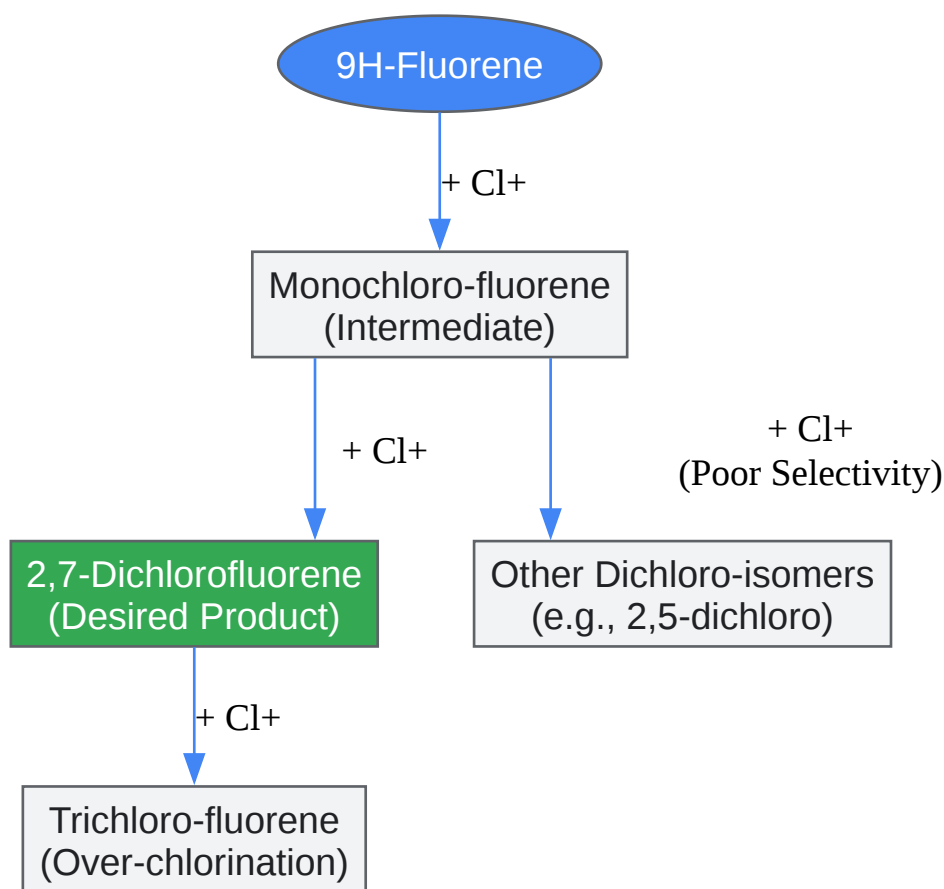 9H-Fluorene
+ Cl+
Monochloro-fluorene
(Intermediate)
+ Cl+
+ Cl+
(Poor Selectivity)
2,7-Dichlorofluorene
(Desired Product)
Other Dichloro-isomers
(e.g., 2,5-dichloro)
+ Cl+
Trichloro-fluorene
(Over-chlorination)